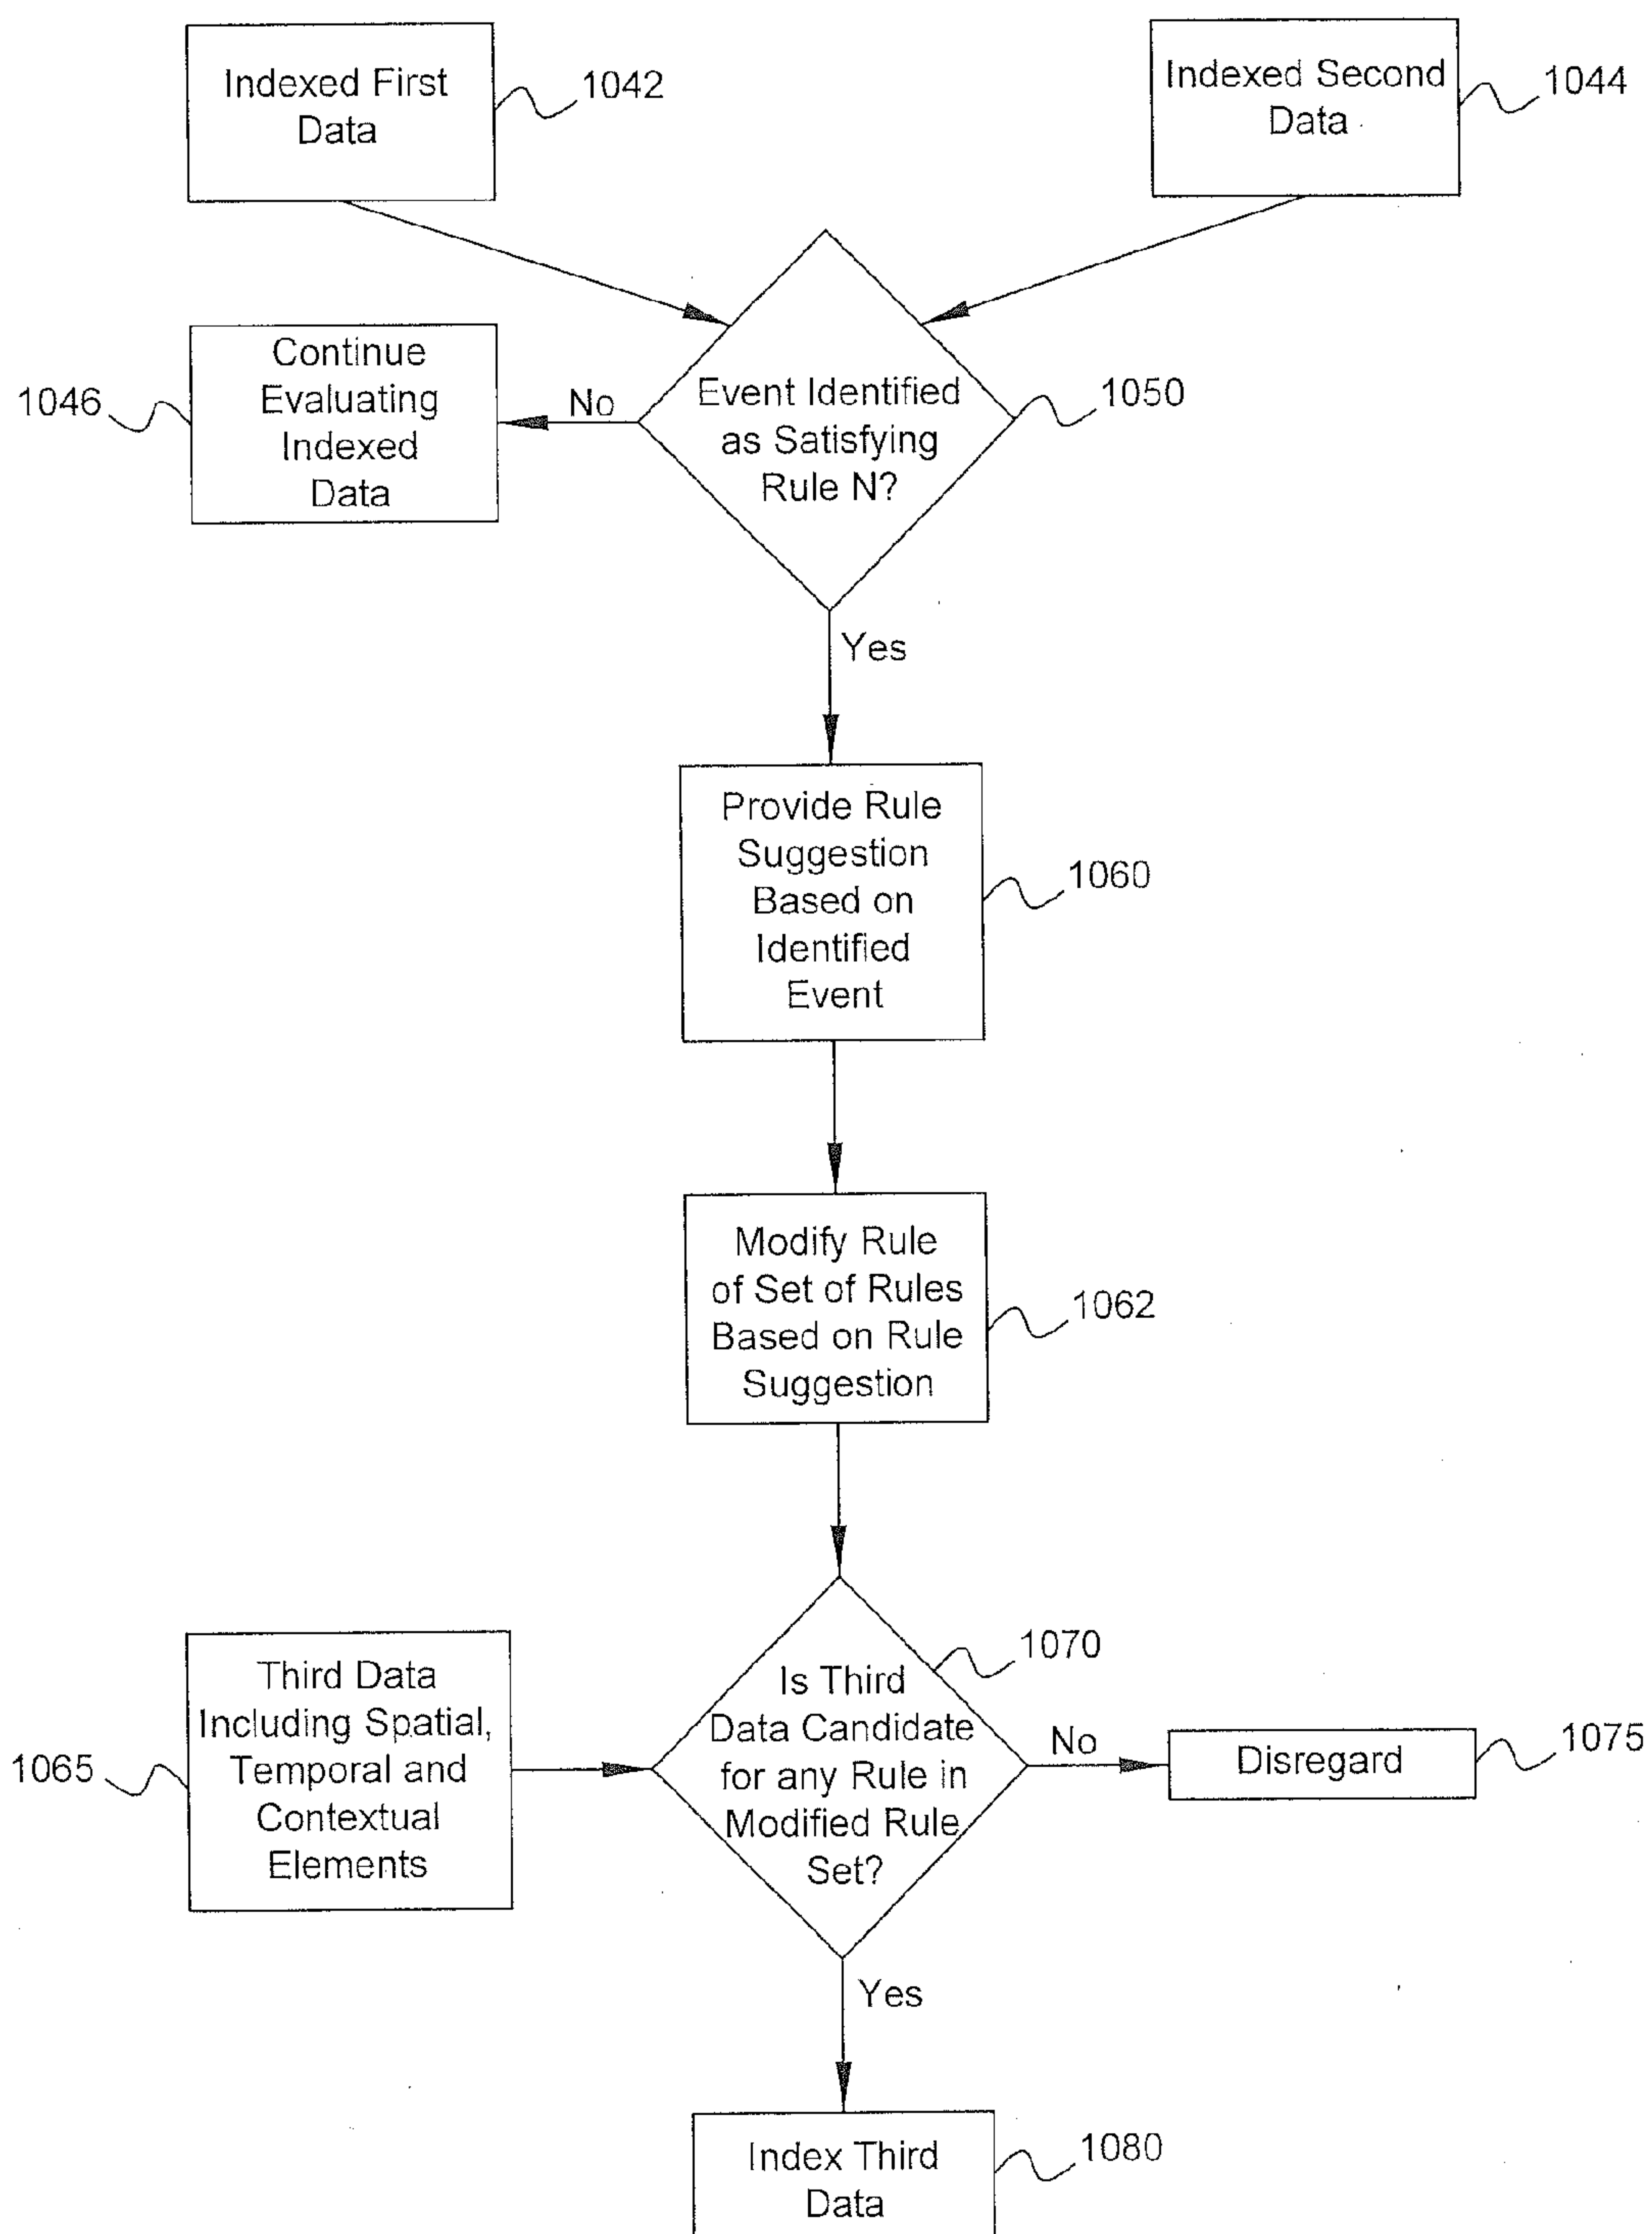 Indexed First
Data
1042
Indexed Second
Data
1044
Continue
Evaluating
Indexed
Data
1046
No
Event Identified
as Satisfying
Rule N?
1050
Yes
Provide Rule
Suggestion
Based on
Identified
Event
1060
Modify Rule
of Set of Rules
Based on Rule
Suggestion
1062
Third Data
Including Spatial,
Temporal and
Contextual
Elements
1065
Is Third
Data Candidate
for any Rule in
Modified Rule
Set?
1070
No
Disregard
1075
Yes
Index Third
Data
1080